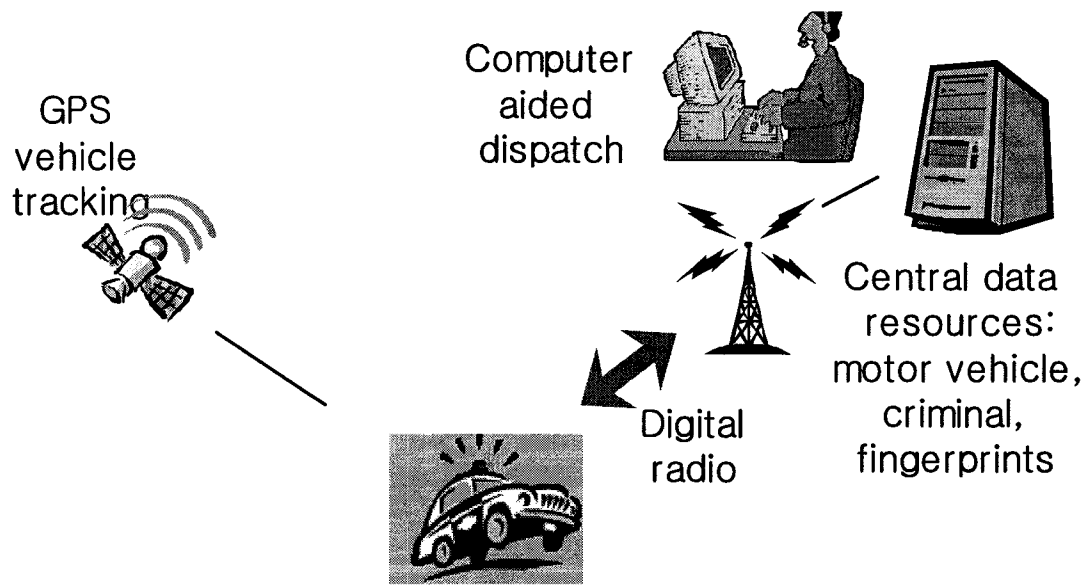 GPS
vehicle
tracking
Computer
aided
dispatch
Central data
resources:
motor vehicle,
criminal,
fingerprints
Digital
radio